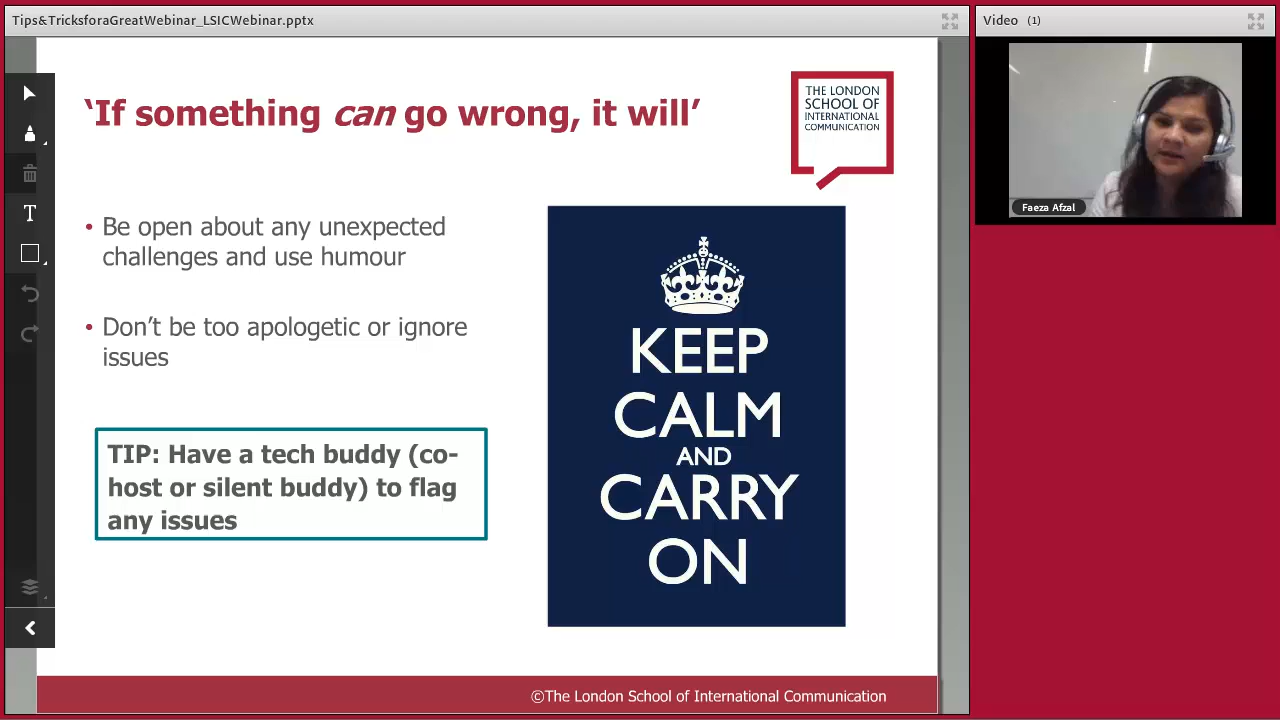 Tips&TricksforaGreatWebinar_LSICWebinar.pptx
Video (1)
‘If something can go wrong, it will’
THE LONDON
SCHOOL OF
INTERNATIONAL
COMMUNICATION
Faeza Afzal
• Be open about any unexpected
challenges and use humour
• Don’t be too apologetic or ignore
issues
TIP: Have a tech buddy (co-
host or silent buddy) to flag
any issues
KEEP
CALM
AND
CARRY
ON
T
©The London School of International Communication